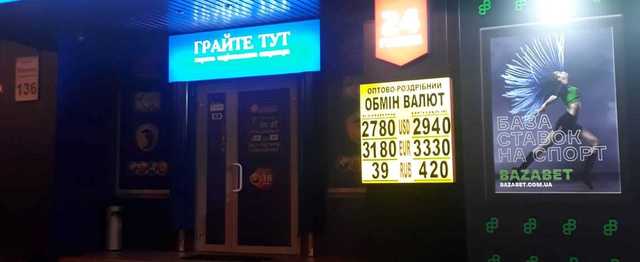 136
ГРАЙТЕ ТУТ
24
ГОДИНИ
ОПТОВО-РОЗДРІБНИЙ
ОБМІН ВАЛЮТ
2780 USD 2940
3180 EUR 3330
39 RUB 420
БАЗА
СТАВОК
НА СПОРТ
BAZABET
BAZABET.COM.UA